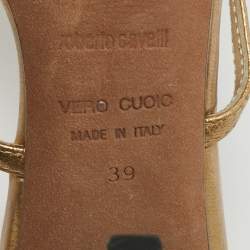 roberto cavalli
VERO CUOIO
MADE IN ITALY
39